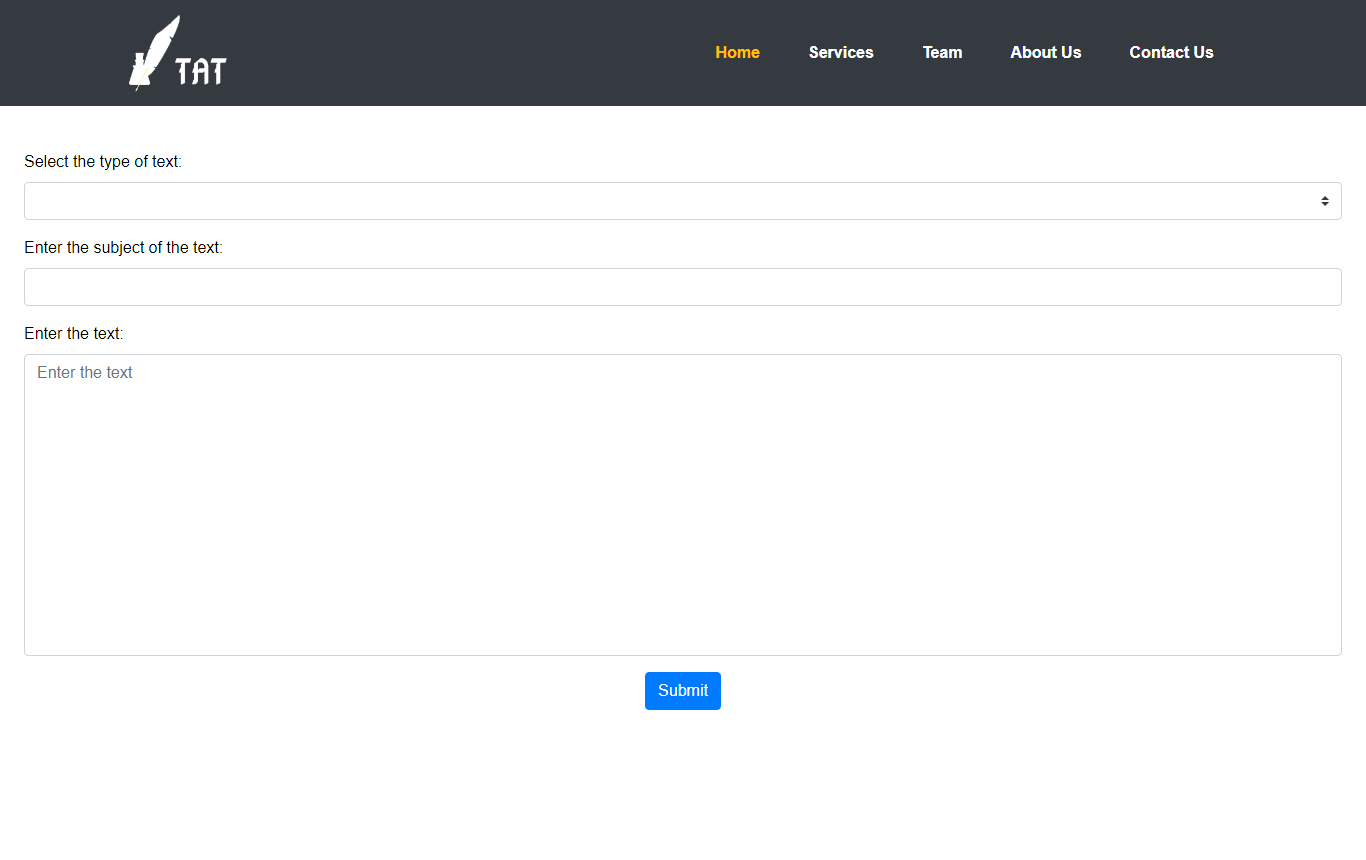 TAT
Home Services Team About Us Contact Us
Select the type of text:
Enter the subject of the text:
Enter the text:
Enter the text
Submit